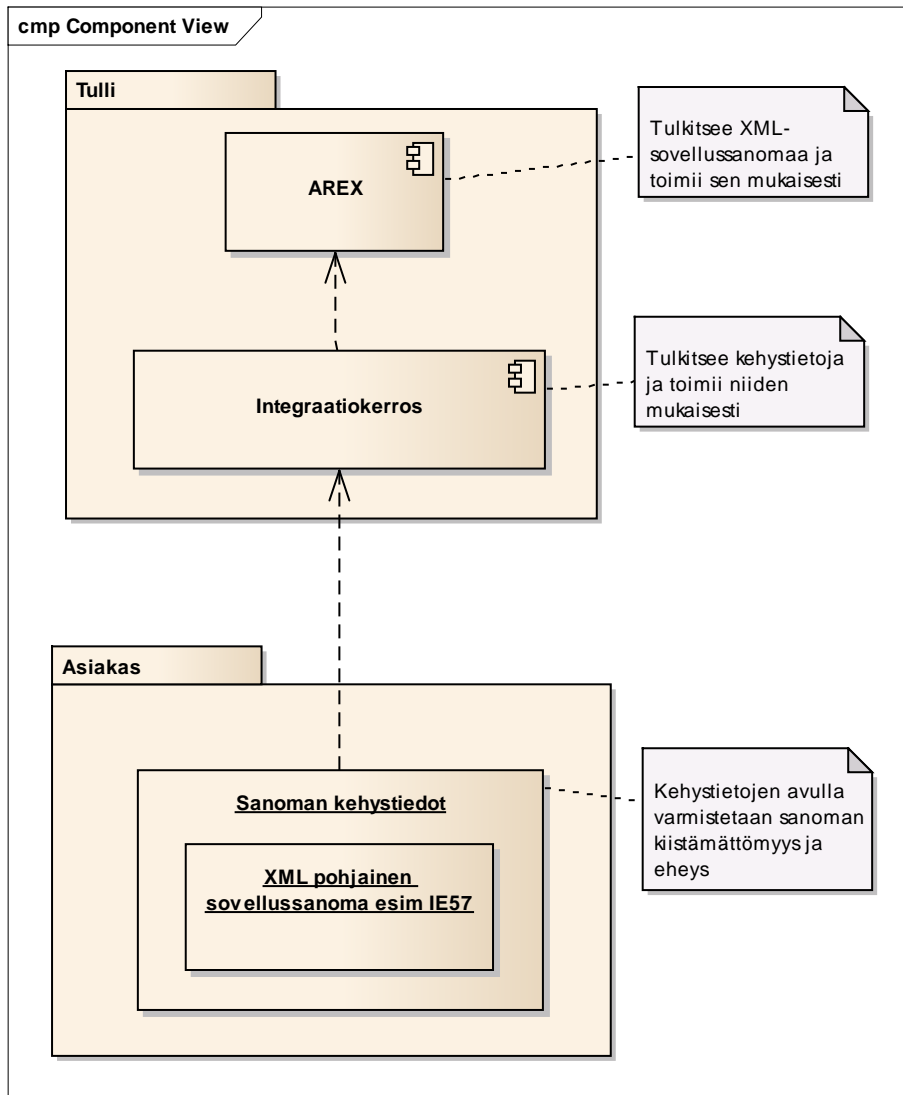 cmp Component View
Tulli
AREX
Tulkitsee XML-
sovellussanomaa ja
toimii sen mukaisesti
Integraatiokerros
Tulkitsee kehystietoja
ja toimii niiden
mukaisesti
Asiakas
Sanoman kehystiedot
XML pohjainen
sovellussanoma esim IE57
Kehystietojen avulla
varmistetaan sanoman
kiistämättömyys ja
eheys